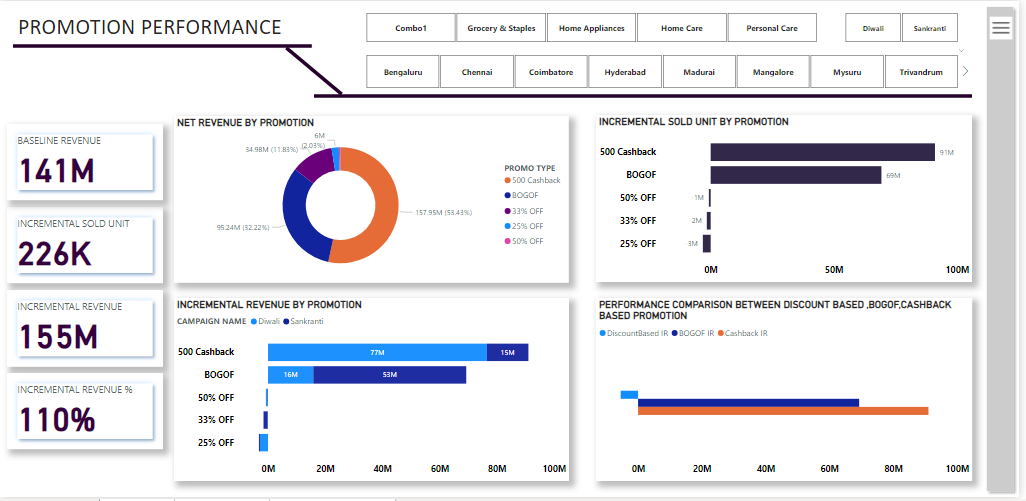 PROMOTION PERFORMANCE
Combo1 Grocery & Staples Home Appliances Home Care Personal Care Diwali Sankranti
Bengaluru Chennai Coimbatore Hyderabad Madurai Mangalore Mysuru Trivandrum
BASELINE REVENUE
141M
INCREMENTAL SOLD UNIT
226K
INCREMENTAL REVENUE
155M
INCREMENTAL REVENUE %
110%
NET REVENUE BY PROMOTION
6M
(2.03%)
34.98M (11.83%)
95.24M (32.22%)
157.95M (53.43%)
PROMO TYPE
500 Cashback
BOGOF
33% OFF
25% OFF
50% OFF
INCREMENTAL SOLD UNIT BY PROMOTION
500 Cashback 91M
BOGOF 69M
50% OFF -1M
33% OFF -2M
25% OFF -3M
0M 50M 100M
INCREMENTAL REVENUE BY PROMOTION
CAMPAIGN NAME Diwali Sankranti
500 Cashback 77M 15M
BOGOF 16M 53M
50% OFF
33% OFF
25% OFF
0M 20M 40M 60M 80M 100M
PERFORMANCE COMPARISON BETWEEN DISCOUNT BASED ,BOGOF,CASHBACK
BASED PROMOTION
DiscountBased IR BOGOF IR Cashback IR
0M 20M 40M 60M 80M 100M